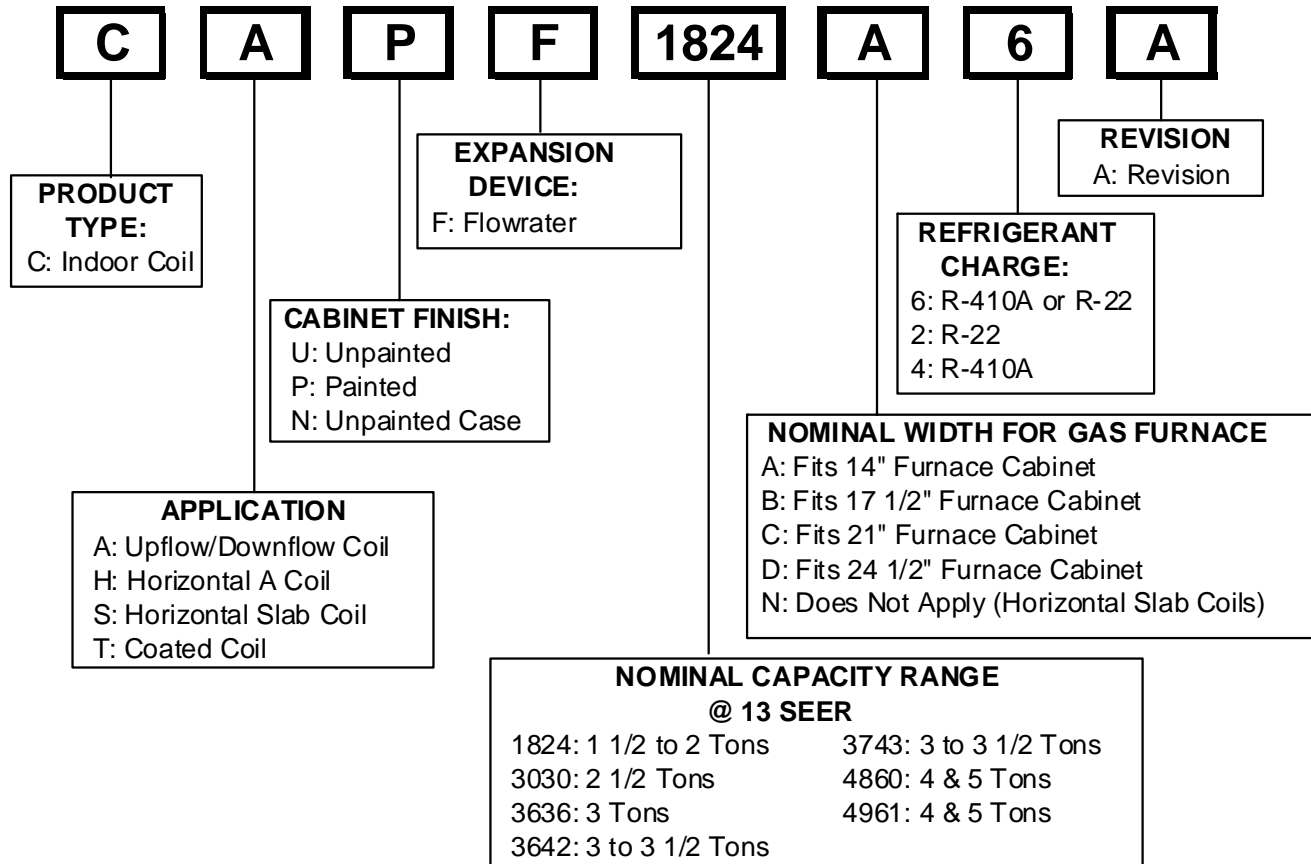 C A P F 1824 A 6 A
PRODUCT
TYPE:
C: Indoor Coil
APPLICATION
A: Upflow/Downflow Coil
H: Horizontal A Coil
S: Horizontal Slab Coil
T: Coated Coil
CABINET FINISH:
U: Unpainted
P: Painted
N: Unpainted Case
EXPANSION
DEVICE:
F: Flowrater
NOMINAL CAPACITY RANGE
@ 13 SEER
1824: 1 1/2 to 2 Tons
3030: 2 1/2 Tons
3636: 3 Tons
3642: 3 to 3 1/2 Tons
3743: 3 to 3 1/2 Tons
4860: 4 & 5 Tons
4961: 4 & 5 Tons
NOMINAL WIDTH FOR GAS FURNACE
A: Fits 14" Furnace Cabinet
B: Fits 17 1/2" Furnace Cabinet
C: Fits 21" Furnace Cabinet
D: Fits 24 1/2" Furnace Cabinet
N: Does Not Apply (Horizontal Slab Coils)
REFRIGERANT
CHARGE:
6: R-410A or R-22
2: R-22
4: R-410A
REVISION
A: Revision